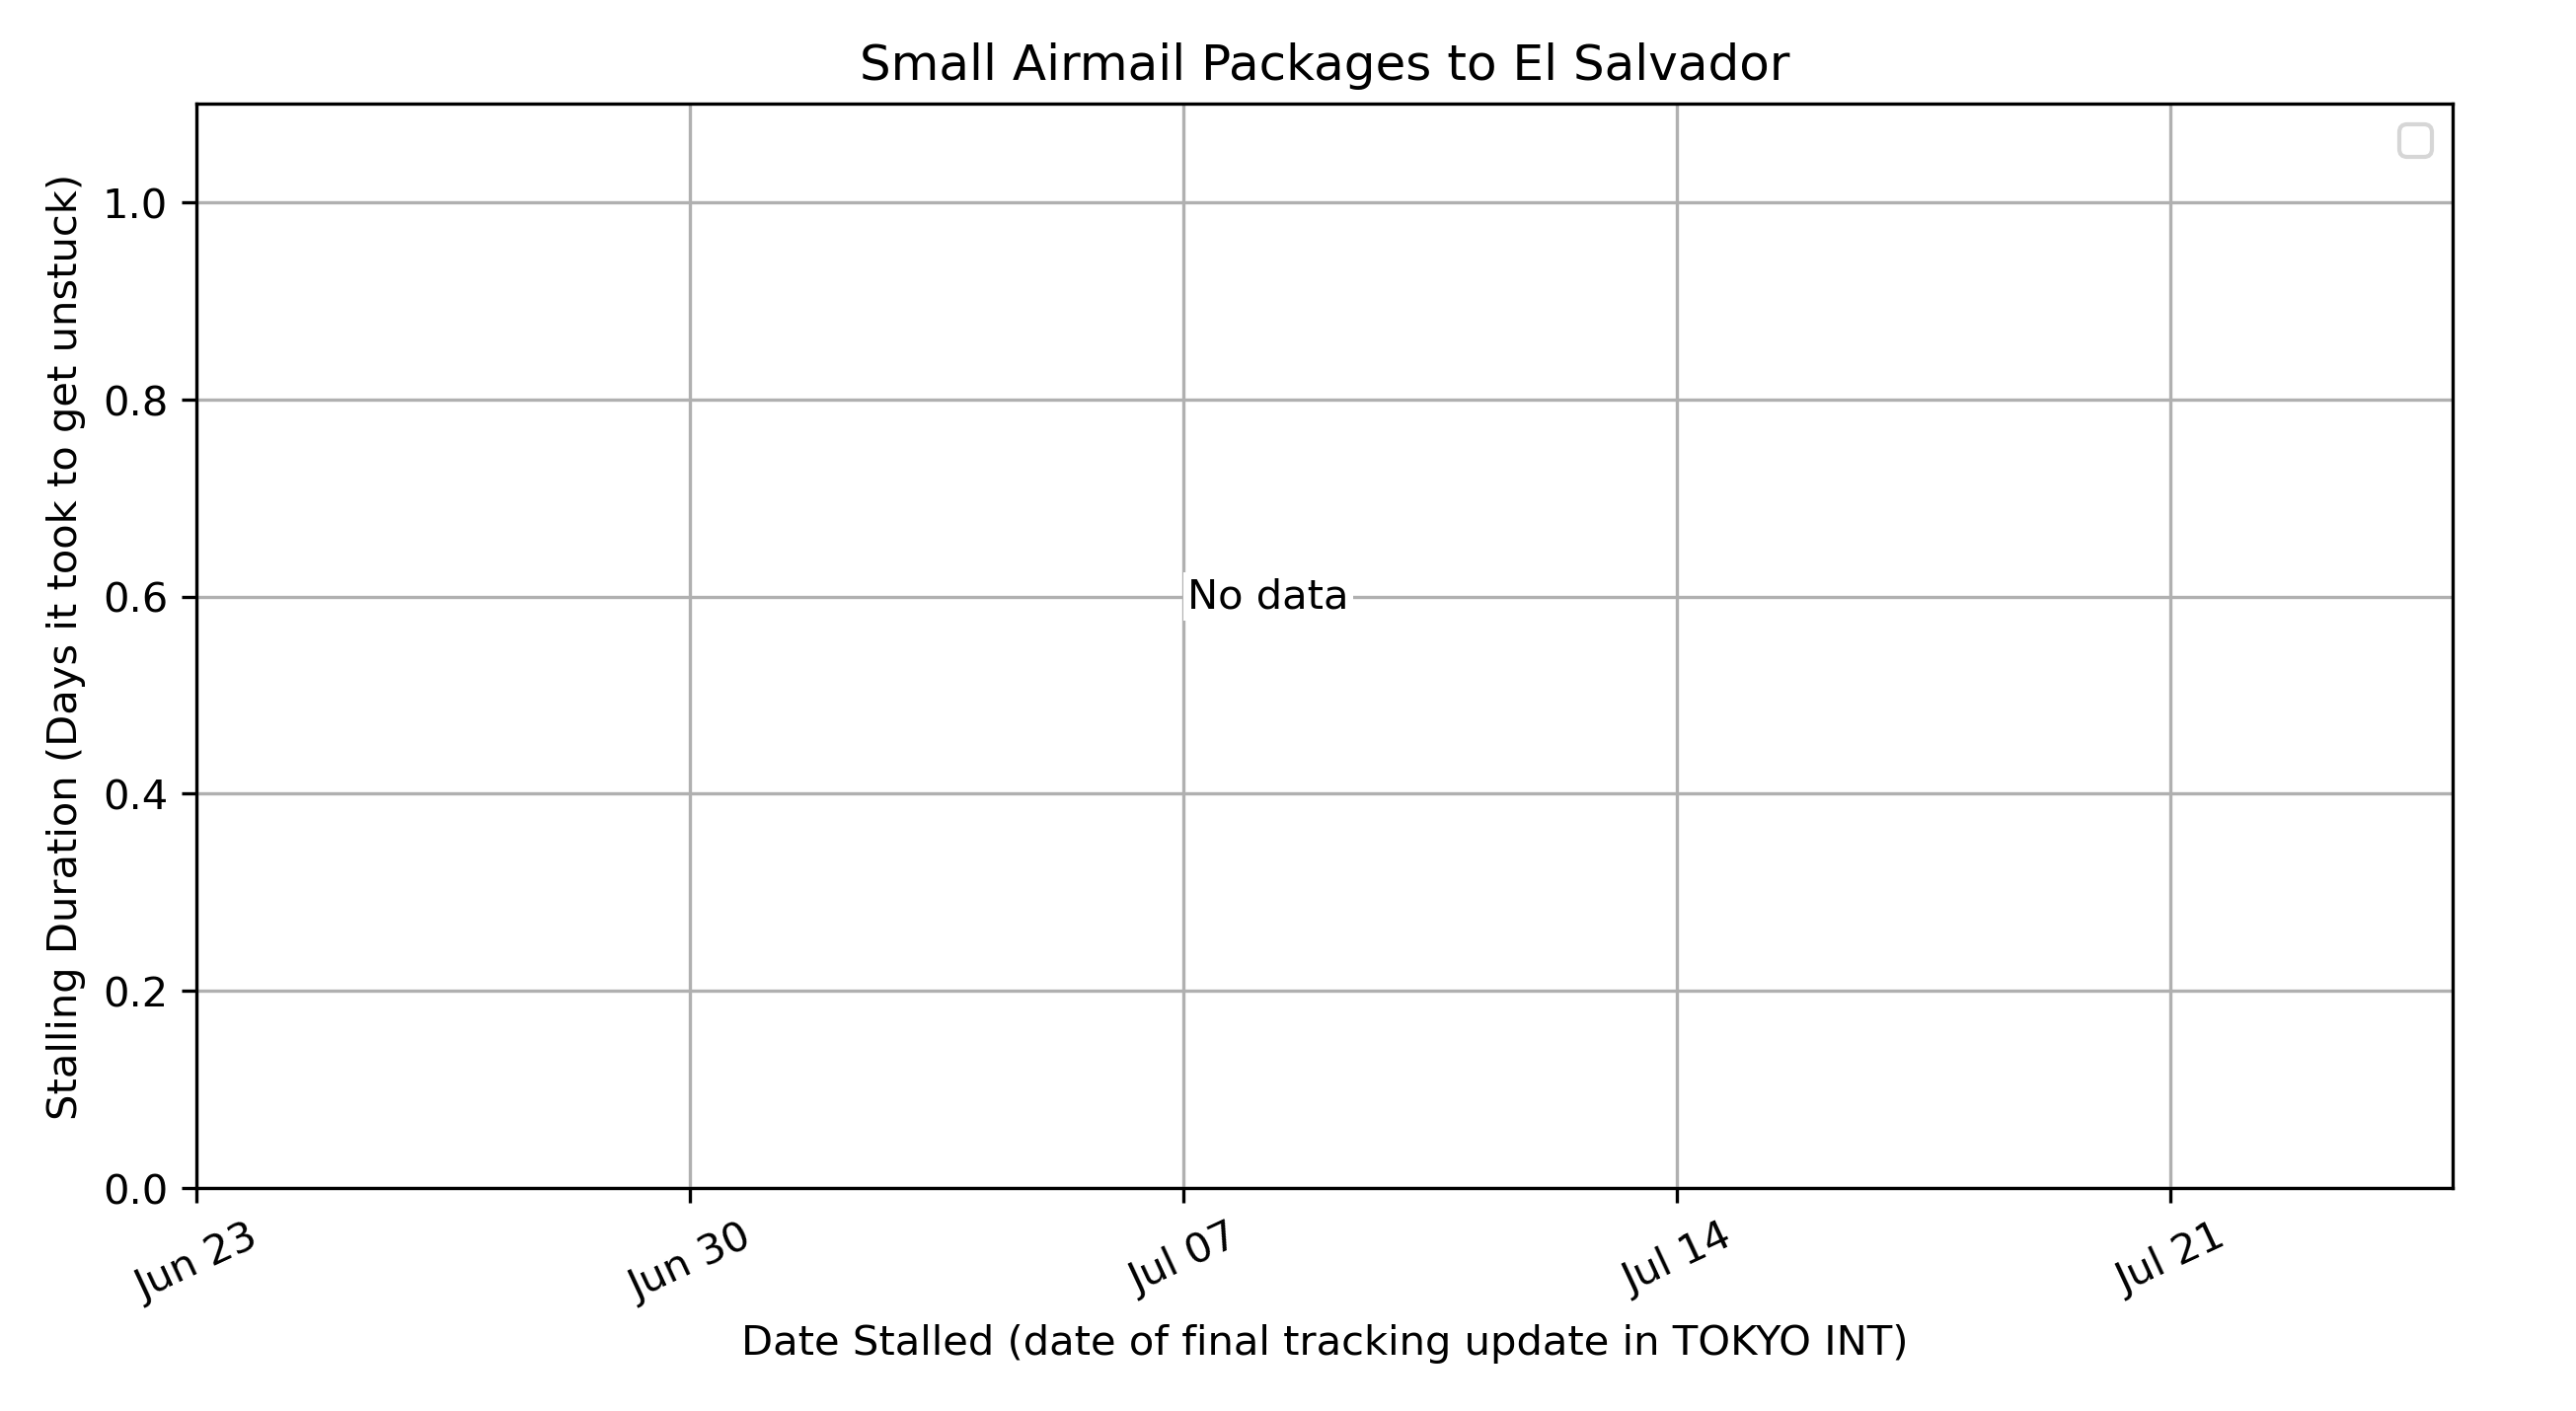 Small Airmail Packages to El Salvador
Stalling Duration (Days it took to get unstuck)
1.0
0.8
0.6
0.4
0.2
0.0
No data
Jun 23
Jun 30
Jul 07
Jul 14
Jul 21
Date Stalled (date of final tracking update in TOKYO INT)